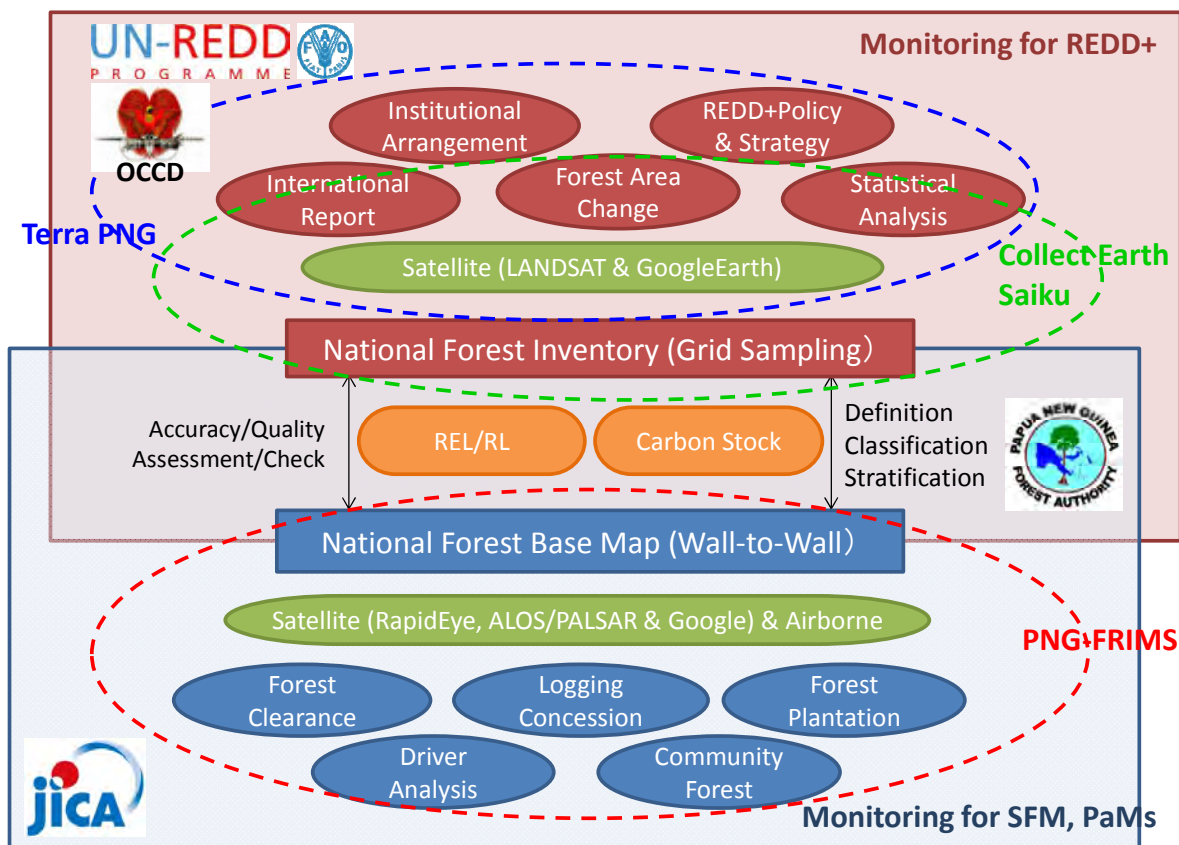 UN-REDD
PROGRAMME
F A O
FIAT PANIS
Monitoring for REDD+
OCCD
Institutional
Arrangement
REDD+Policy
& Strategy
International
Report
Forest Area
Change
Statistical
Analysis
Terra PNG
Satellite (LANDSAT & GoogleEarth)
Collect Earth
Saiku
National Forest Inventory (Grid Sampling）
Accuracy/Quality
Assessment/Check
REL/RL
Carbon Stock
Definition
Classification
Stratification
PAPUA NEW GUINEA
FOREST AUTHORITY
National Forest Base Map (Wall-to-Wall）
Satellite (RapidEye, ALOS/PALSAR & Google) & Airborne
PNG-FRIMS
Forest
Clearance
Logging
Concession
Forest
Plantation
Driver
Analysis
Community
Forest
jICA
Monitoring for SFM, PaMs